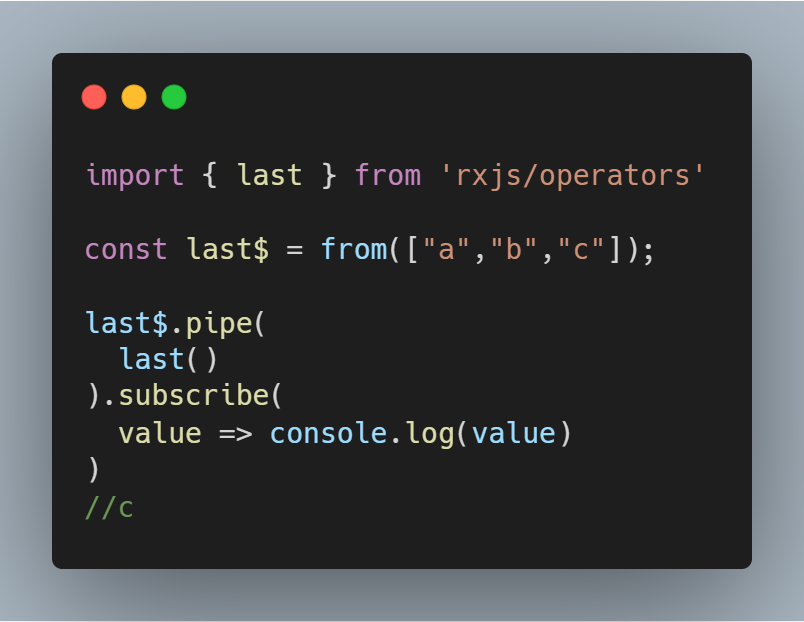 import { last } from 'rxjs/operators'
const last$ = from(["a","b","c"]);
last$.pipe(
  last()
).subscribe(
  value => console.log(value)
)
//c